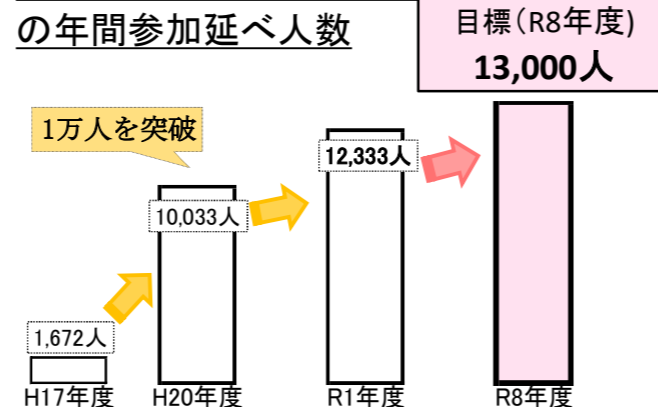 の年間参加延べ人数
目標(R8年度)
13,000人
1万人を突破
12,333人
10,033人
1,672人
H17年度 H20年度 R1年度 R8年度